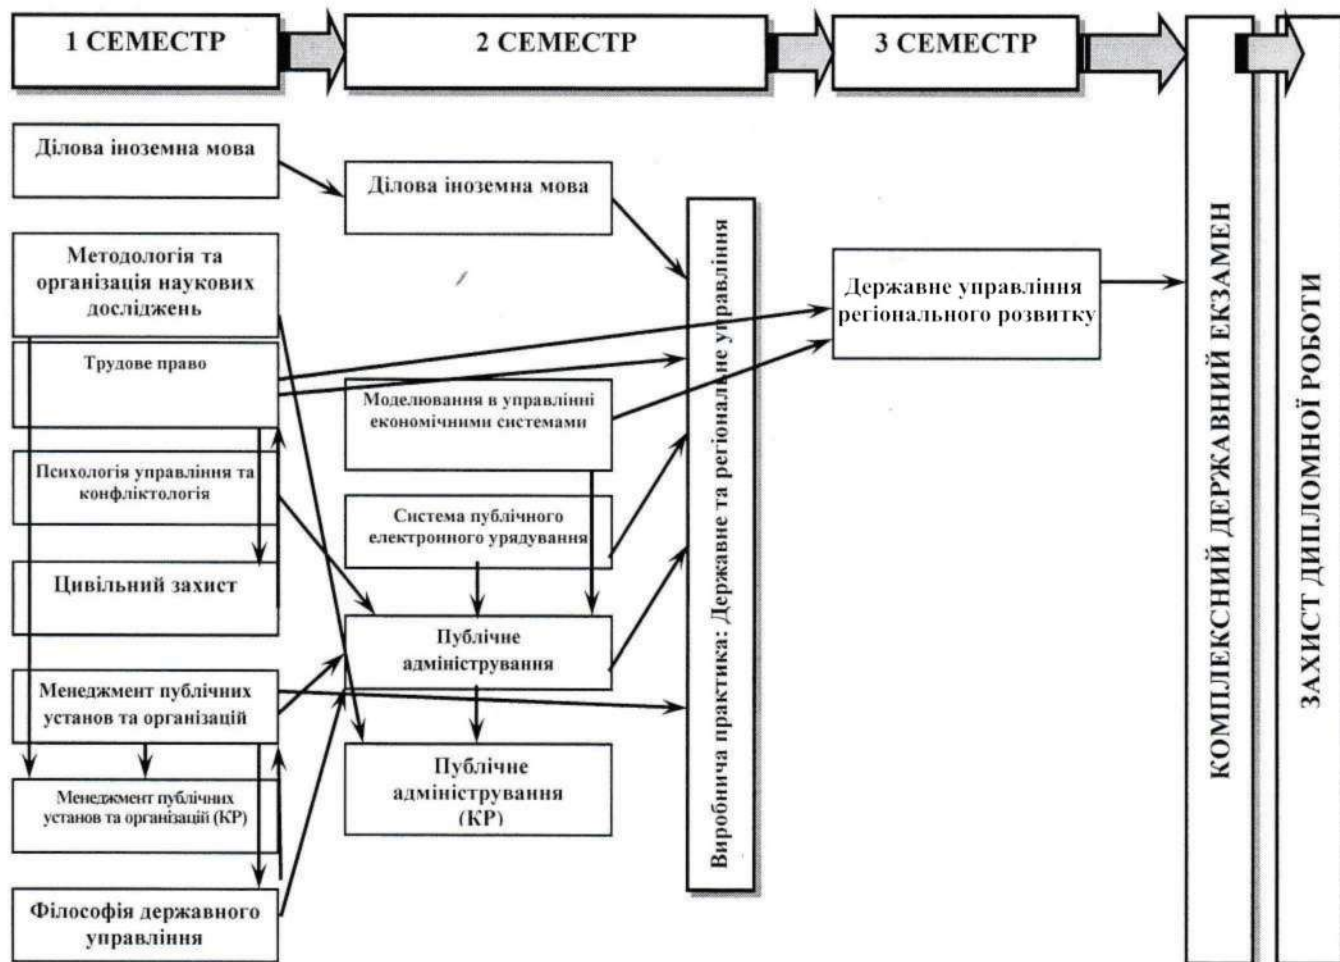 1 СЕМЕСТР
2 СЕМЕСТР
3 СЕМЕСТР
Ділова іноземна мова
Методологія та
організація наукових
досліджень
Трудове право
Психологія управління та
конфліктологія
Цивільний захист
Менеджмент публічних
установ та організацій
Менеджмент публічних
установ та організацій (КР)
Філософія державного
управління
Ділова іноземна мова
Моделювання в управлінні
економічними системами
Система публічного
електронного урядування
Публічне
адміністрування
Публічне
адміністрування
(КР)
Виробнича практика: Державне та регіональне управління
Державне управління
регіонального розвитку
КОМПЛЕКСНИЙ ДЕРЖАВНИЙ ЕКЗАМЕН
ЗАХИСТ ДИПЛОМНОЇ РОБОТИ